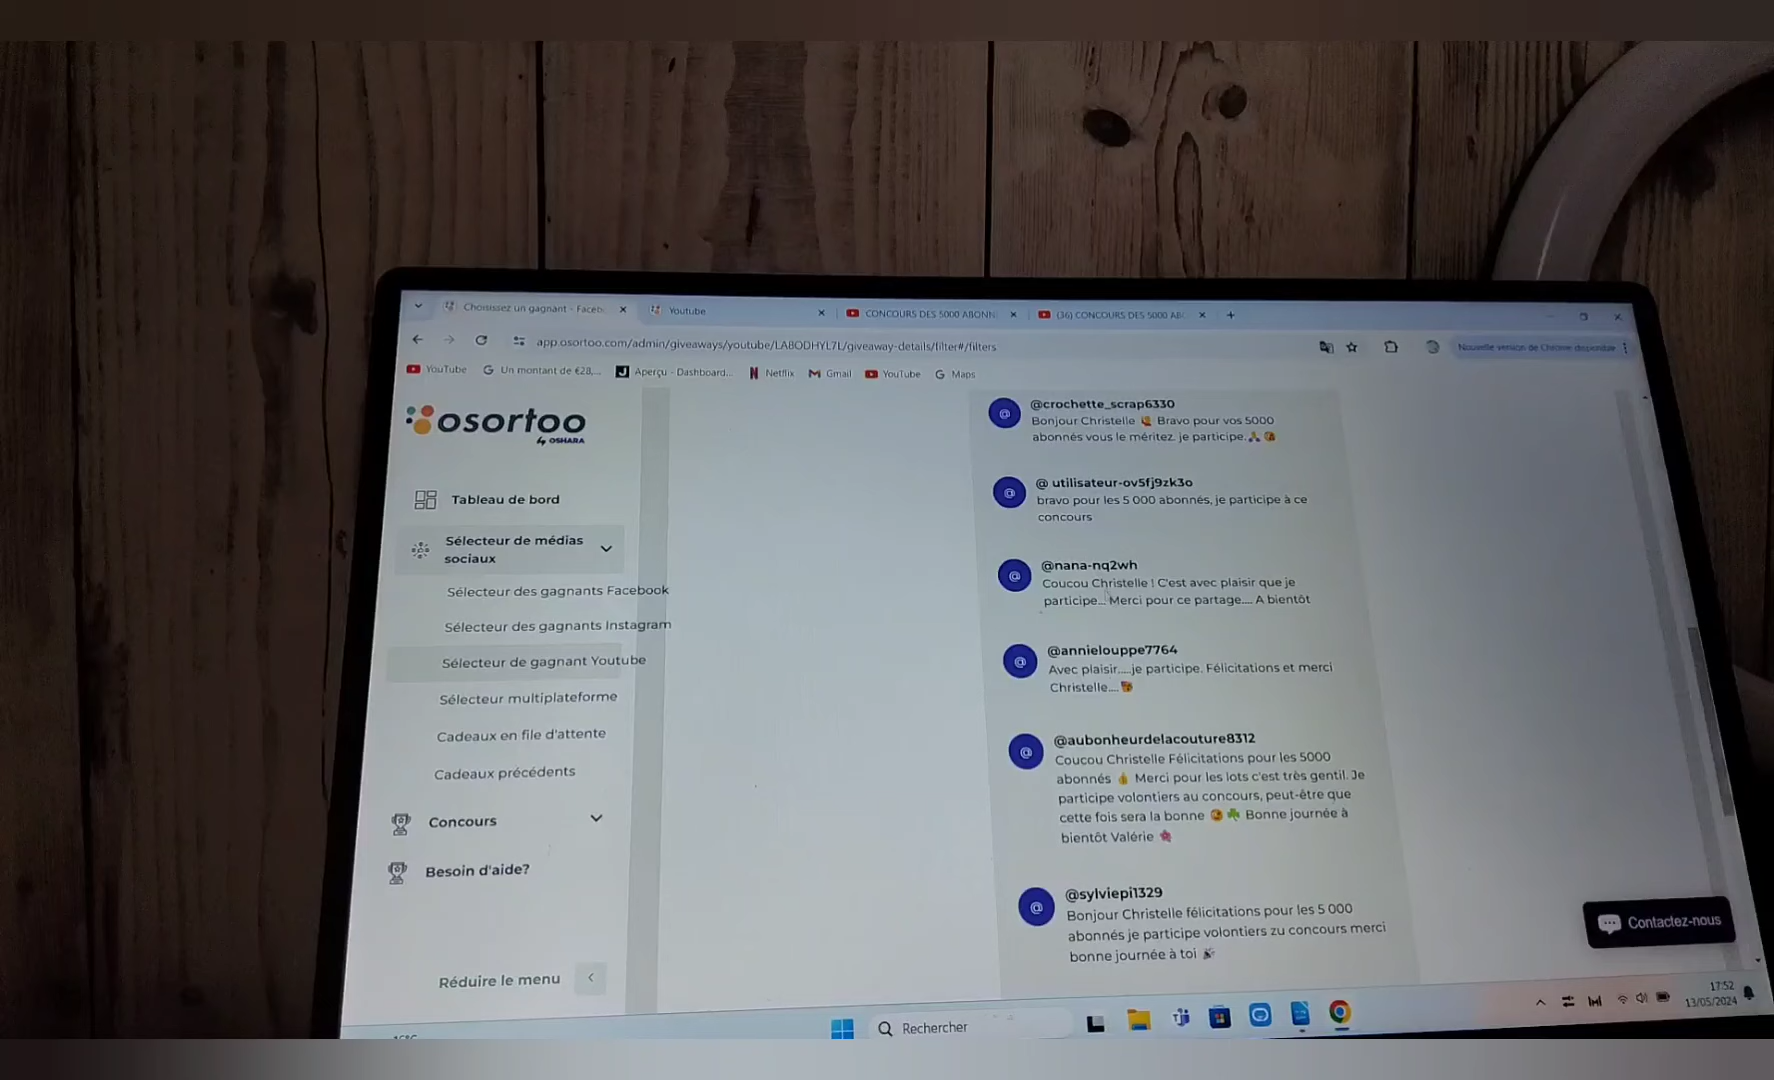 Choisissez un gagnant - Faceb
Youtube
CONCOURS DES 5000 ABONN
(36) CONCOURS DES 5000 AB
app.osortoo.com/admin/giveaways/youtube/LA8ODHYL7L/giveaway-details/filter#/filters
Nouvelle version de Chrome disponible
YouTube
Un montant de €28,...
Aperçu - Dashboard...
Netflix
Gmail
YouTube
Maps
osortoo
by OSHARA
Tableau de bord
Sélecteur de médias
sociaux
Sélecteur des gagnants Facebook
Sélecteur des gagnants Instagram
Sélecteur de gagnant Youtube
Sélecteur multiplateforme
Cadeaux en file d'attente
Cadeaux précédents
Concours
Besoin d'aide?
Réduire le menu
@crochette_scrap6330
Bonjour Christelle Bravo pour vos 5000
abonnés vous le méritez. je participe.
@ utilisateur-ov5fj9zk3o
bravo pour les 5 000 abonnés, je participe à ce
concours
@nana-nq2wh
Coucou Christelle ! C'est avec plaisir que je
participe... Merci pour ce partage.... A bientôt
@annielouppe7764
Avec plaisir.....je participe. Félicitations et merci
Christelle....
@aubonheurdelacouture8312
Coucou Christelle Félicitations pour les 5000
abonnés 👍 Merci pour les lots c'est très gentil. Je
participe volontiers au concours, peut-être que
cette fois sera la bonne 🍀 Bonne journée à
bientôt Valérie 🌺
@sylviepi1329
Bonjour Christelle félicitations pour les 5 000
abonnés je participe volontiers zu concours merci
bonne journée à toi 🎉
Contactez-nous
Rechercher
17:52
13/05/2024